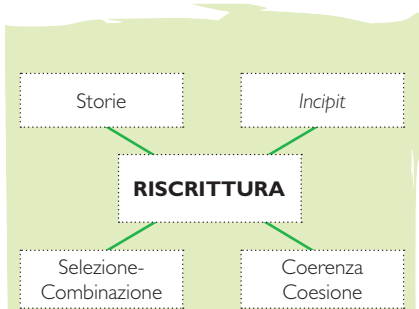 Storie
Incipit
RISCRITTURA
Selezione-
Combinazione
Coerenza
Coesione